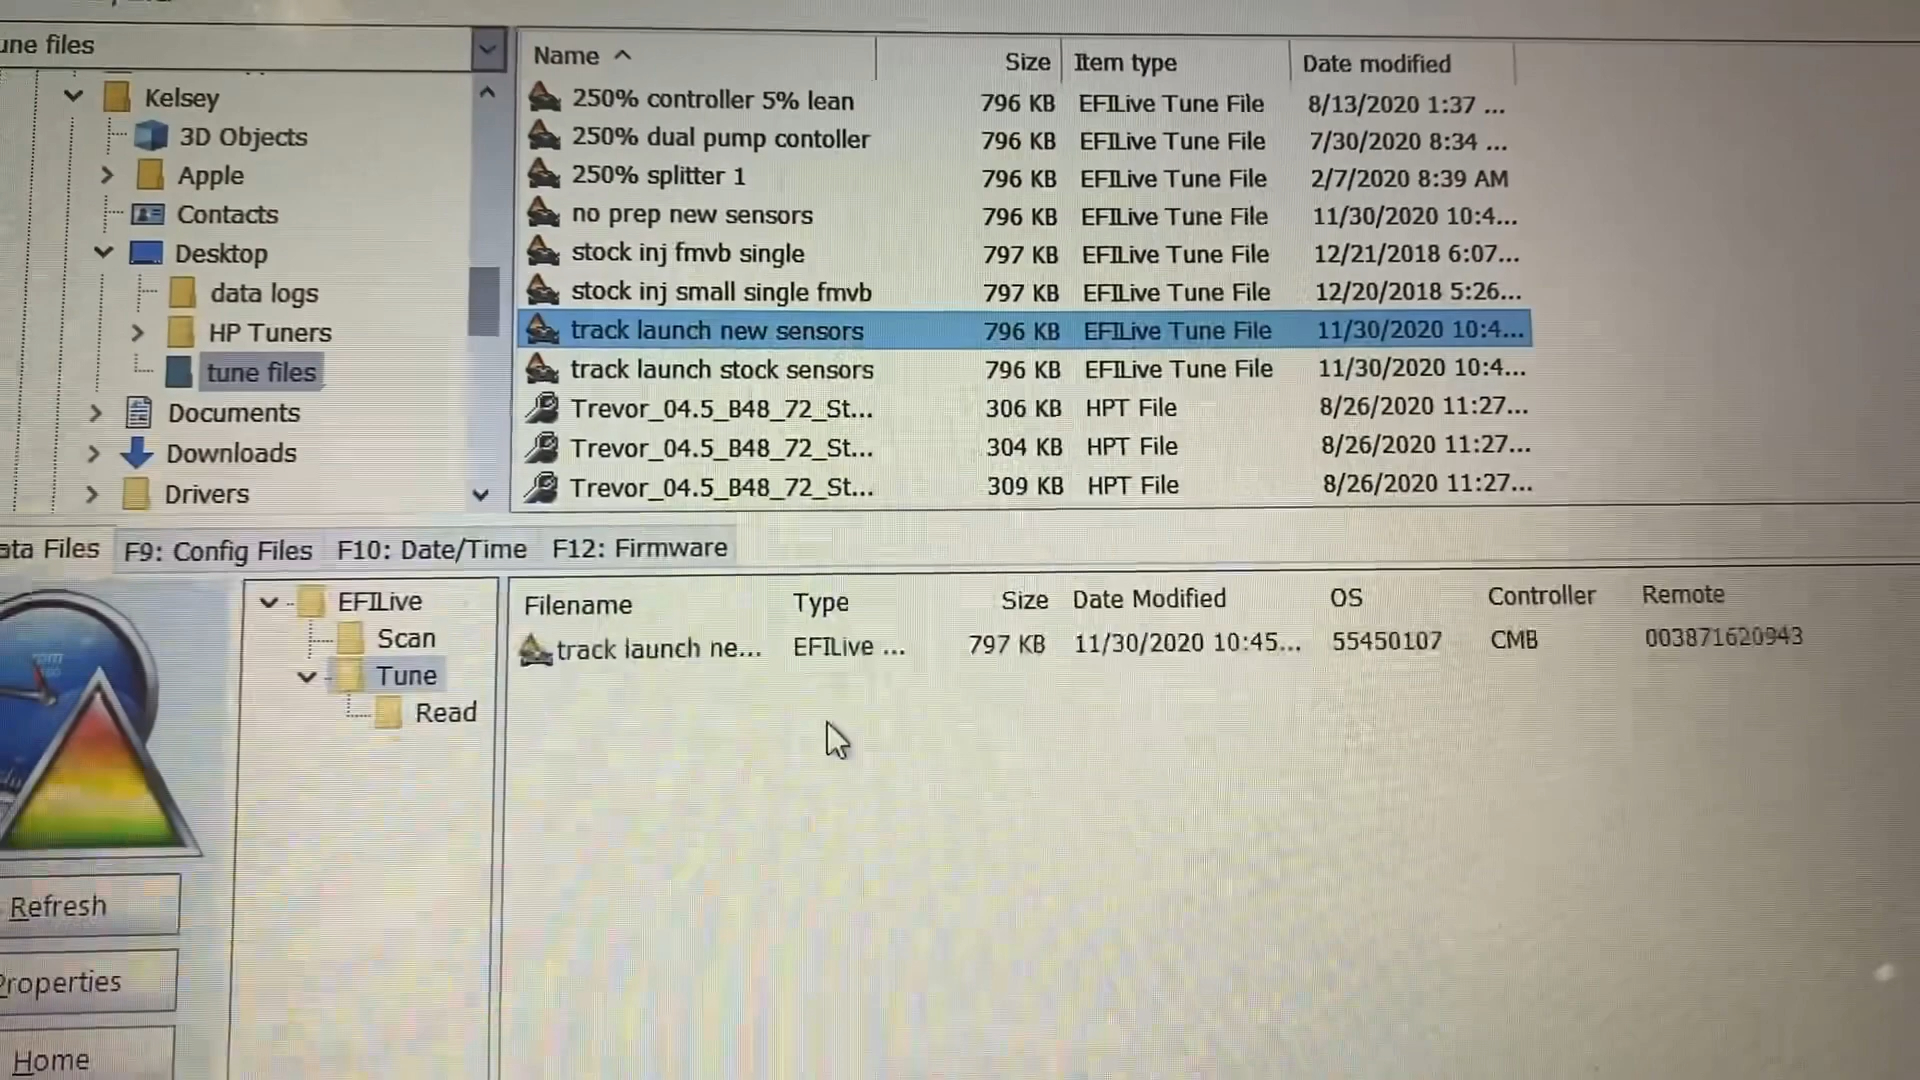 une files
Kelsey
3D Objects
Apple
Contacts
Desktop
data logs
HP Tuners
tune files
Documents
Downloads
Drivers
Name Size Item type Date modified
250% controller 5% lean 796 KB EFILive Tune File 8/13/2020 1:37 ...
250% dual pump contoller 796 KB EFILive Tune File 7/30/2020 8:34 ...
250% splitter 1 796 KB EFILive Tune File 2/7/2020 8:39 AM
no prep new sensors 796 KB EFILive Tune File 11/30/2020 10:4...
stock inj fmvb single 797 KB EFILive Tune File 12/21/2018 6:07...
stock inj small single fmvb 797 KB EFILive Tune File 12/20/2018 5:26...
track launch new sensors 796 KB EFILive Tune File 11/30/2020 10:4...
track launch stock sensors 796 KB EFILive Tune File 11/30/2020 10:4...
Trevor_04.5_B48_72_St... 306 KB HPT File 8/26/2020 11:27...
Trevor_04.5_B48_72_St... 304 KB HPT File 8/26/2020 11:27...
Trevor_04.5_B48_72_St... 309 KB HPT File 8/26/2020 11:27...
ata Files F9: Config Files F10: Date/Time F12: Firmware
rpm
Refresh
Properties
Home
EFILive
Scan
Tune
Read
Filename Type Size Date Modified OS Controller Remote
track launch ne... EFILive ... 797 KB 11/30/2020 10:45... 55450107 CMB 003871620943